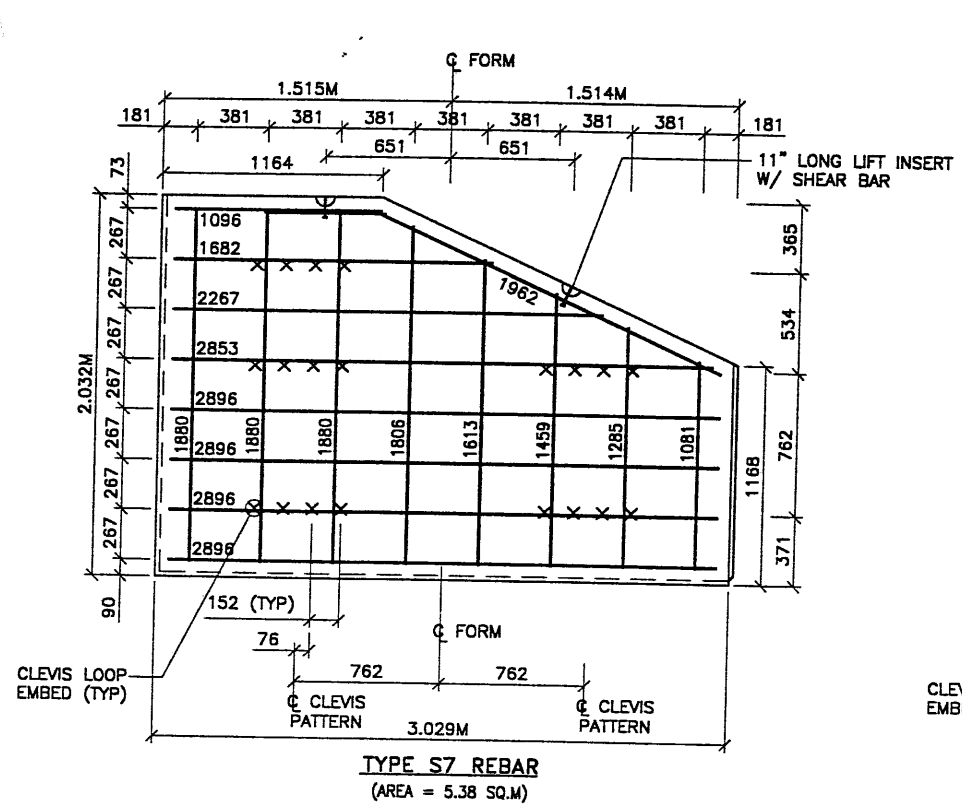 ℄ FORM
1.515M 1.514M
181 381 381 381 381 381 381 381 181
651 651
1164
11" LONG LIFT INSERT
W/ SHEAR BAR
73
267
267
267
267
267
267
267
90
2.032M
1096
1682
2267
2853
2896
2896
2896
2896
1962
1880 1880 1880 1806 1613 1459 1285 1081
365
534
762
371
1168
152 (TYP)
76
℄ FORM
762 762
CLEVIS LOOP
EMBED (TYP)
℄ CLEVIS
PATTERN
℄ CLEVIS
PATTERN
3.029M
CLEV
EMB
TYPE S7 REBAR
(AREA = 5.38 SQ.M)